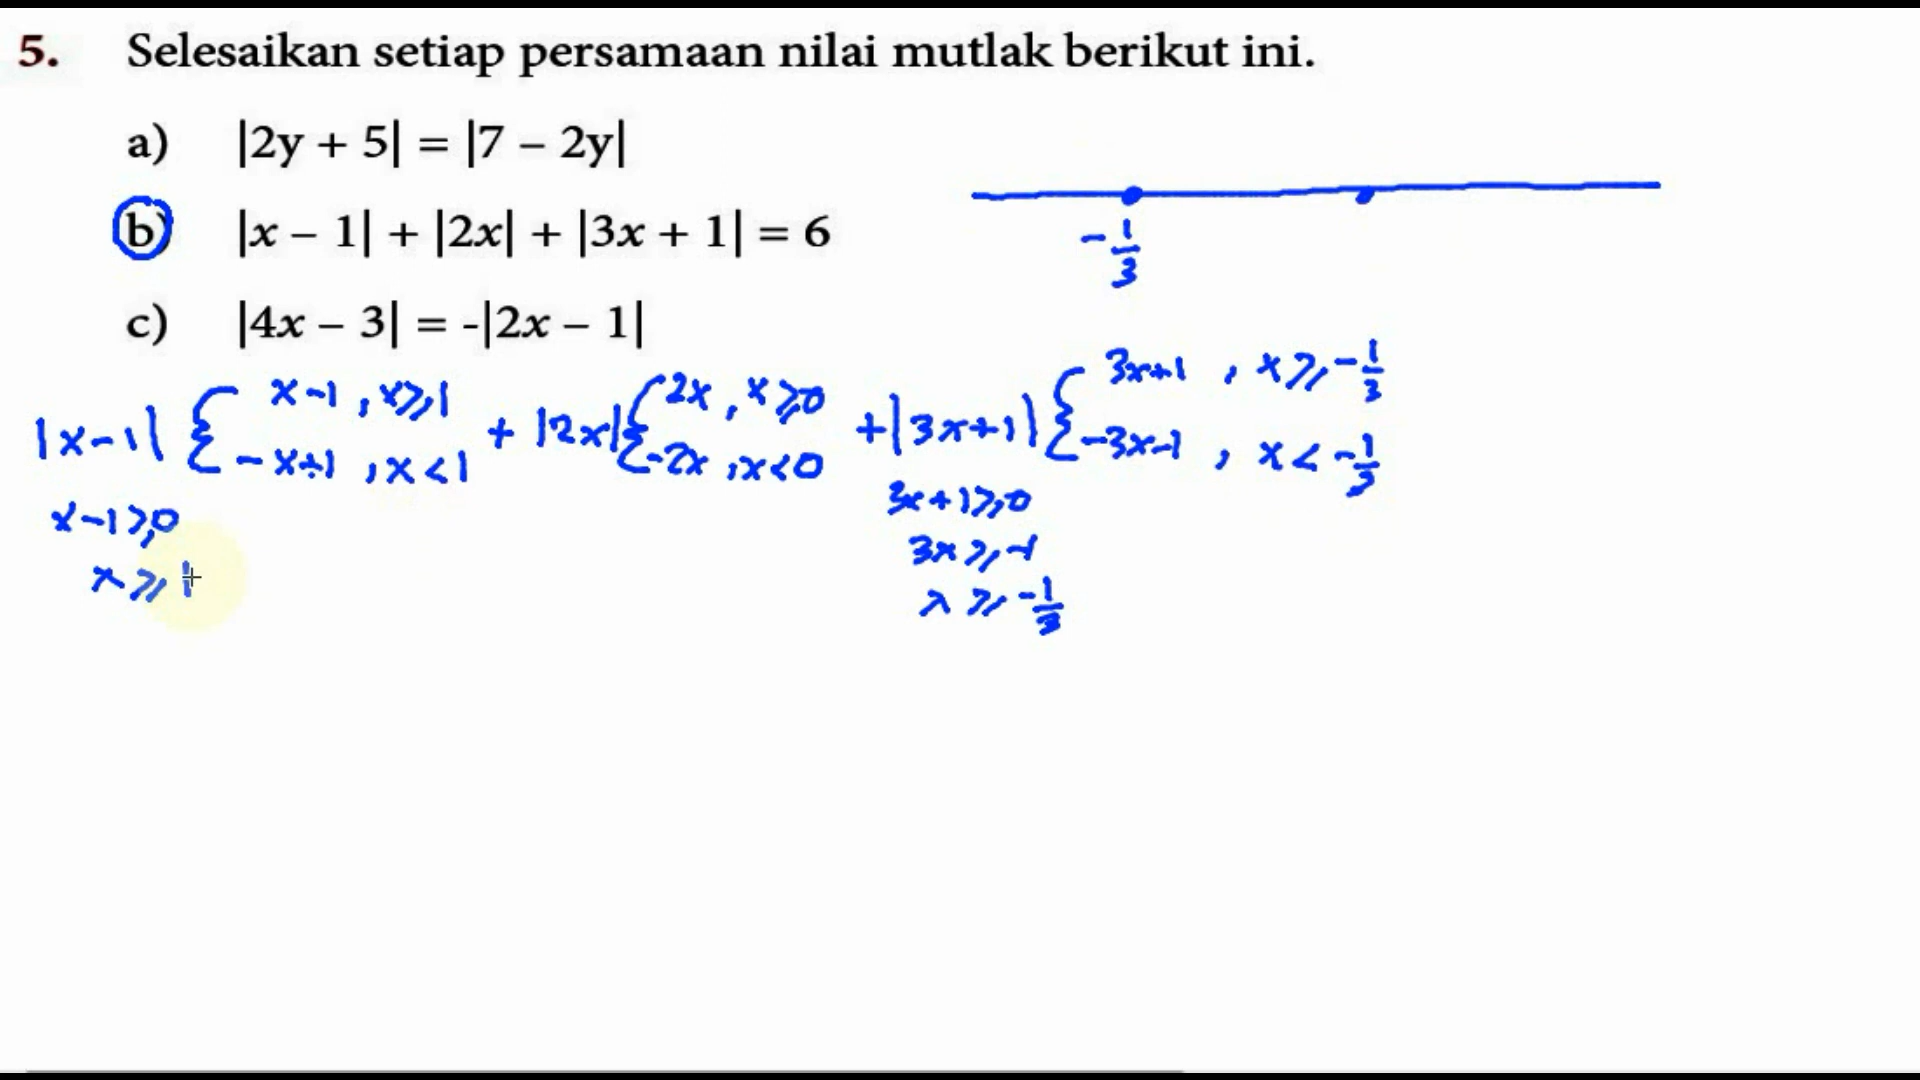 5. Selesaikan setiap persamaan nilai mutlak berikut ini.
a) |2y + 5| = |7 – 2y|
b) |x – 1| + |2x| + |3x + 1| = 6
-1/3
c) |4x – 3| = -|2x – 1|
|x-1| { x-1 , x≥1 + |2x| { 2x , x≥0 + |3x+1| { 3x+1 , x≥-1/3
-x+1 , x<1 -2x , x<0 -3x-1 , x<-1/3
x-1≥0
x≥1
3x+1≥0
3x≥-1
x≥-1/3